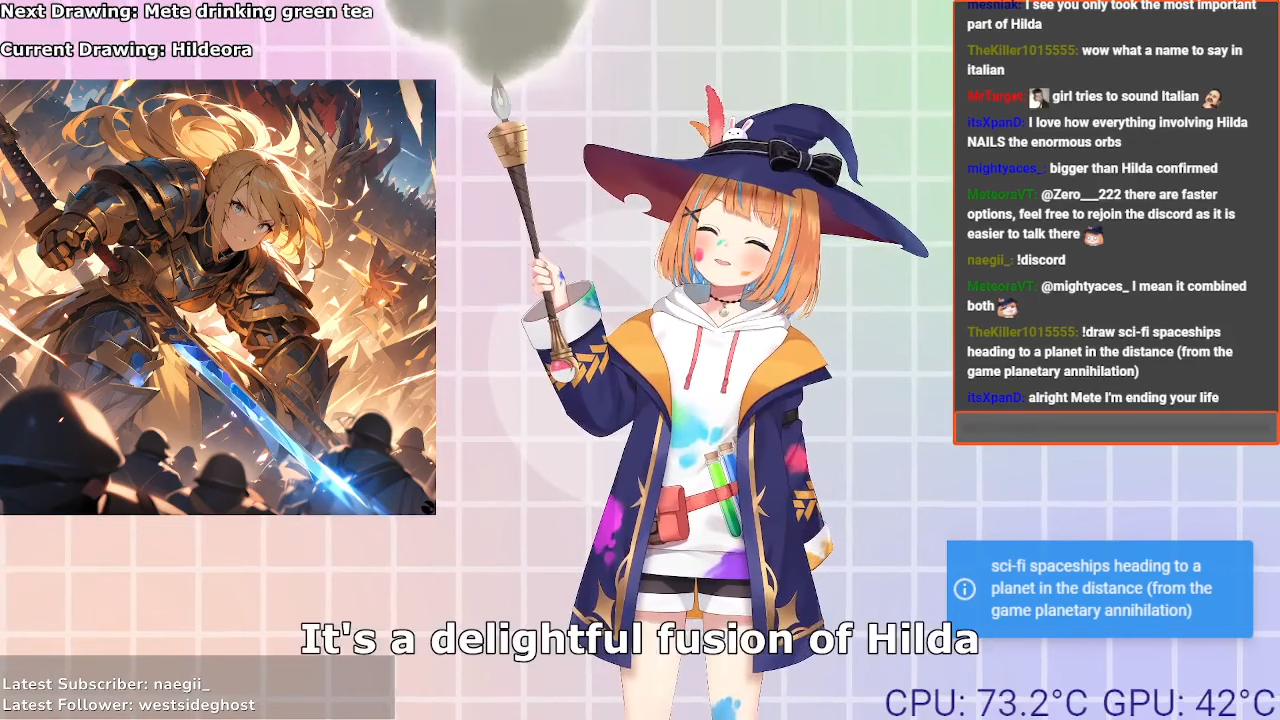 Next Drawing: Mete drinking green tea
Current Drawing: Hildeora
mesniak: I see you only took the most important
part of Hilda
TheKiller1015555: wow what a name to say in
italian
MrTarget: girl tries to sound Italian
itsXpanD: I love how everything involving Hilda
NAILS the enormous orbs
mightyaces_: bigger than Hilda confirmed
MeteoraVT: @Zero___222 there are faster
options, feel free to rejoin the discord as it is
easier to talk there
naegii_: !discord
MeteoraVT: @mightyaces_ I mean it combined
both
TheKiller1015555: !draw sci-fi spaceships
heading to a planet in the distance (from the
game planetary annihilation)
itsXpanD: alright Mete I'm ending your life
sci-fi spaceships heading to a
planet in the distance (from the
game planetary annihilation)
It's a delightful fusion of Hilda
Latest Subscriber: naegii_
Latest Follower: westsideghost
CPU: 73.2°C GPU: 42°C